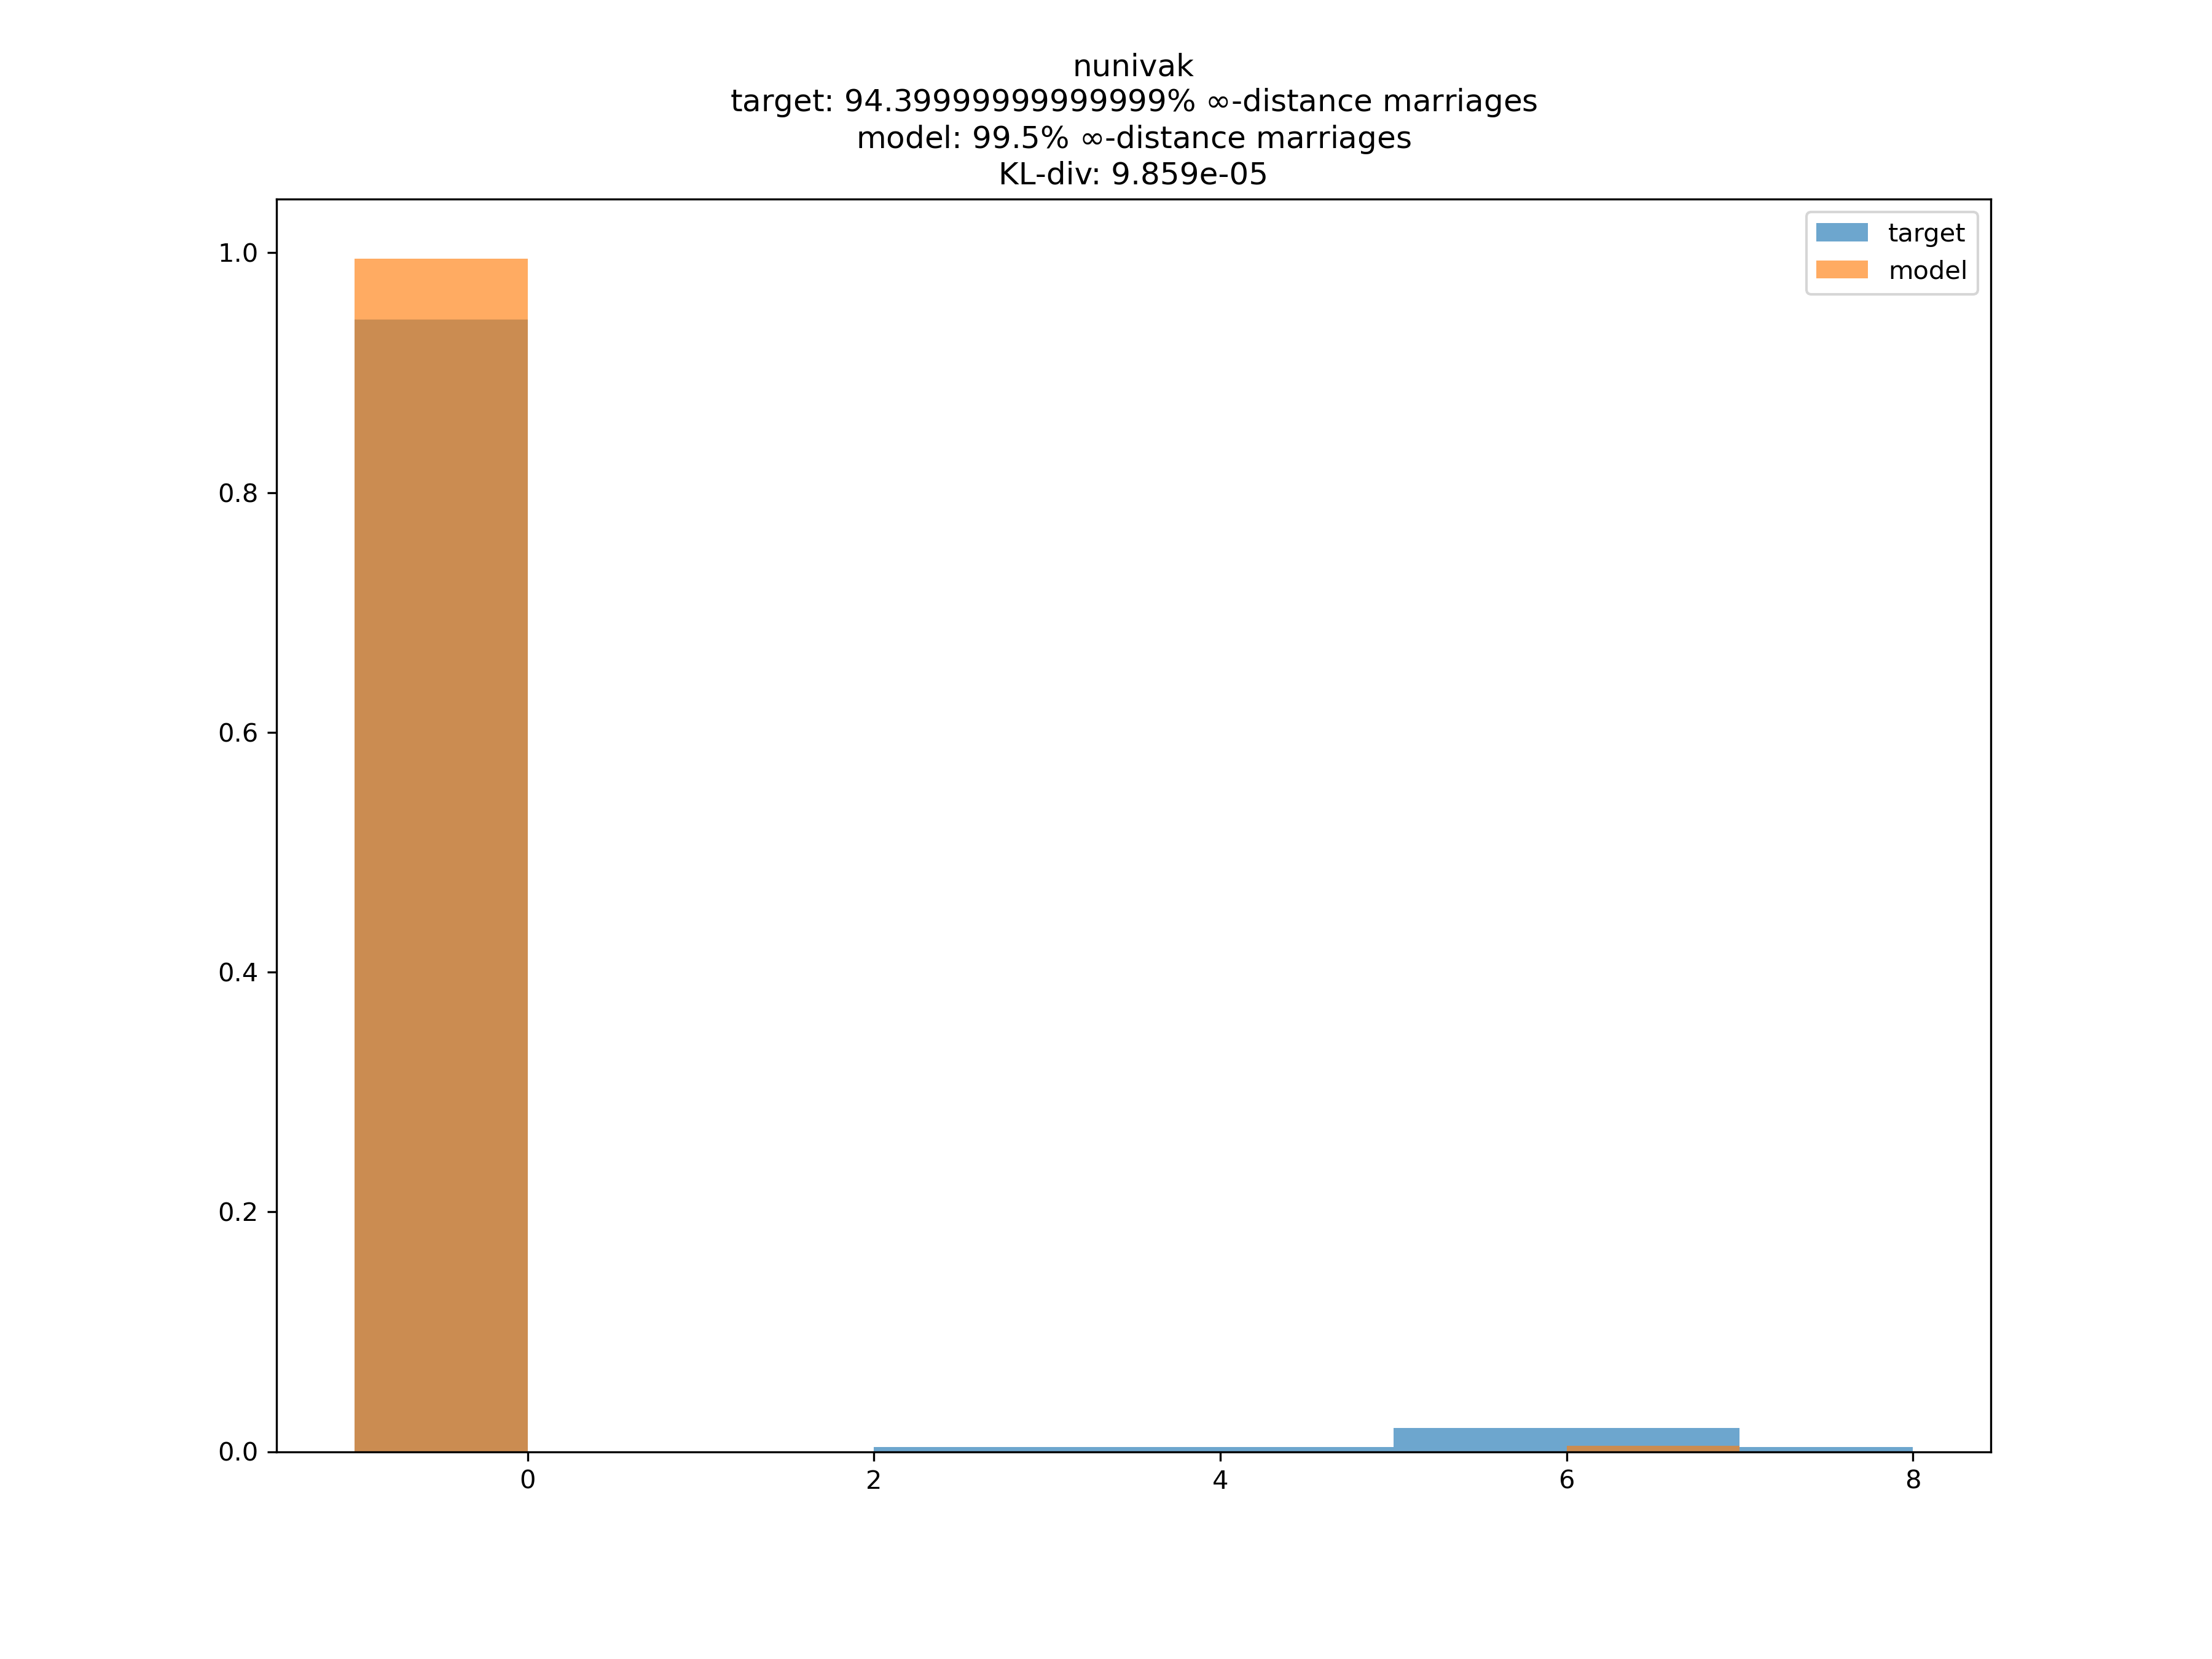 nunivak
target: 94.39999999999999% ∞-distance marriages
model: 99.5% ∞-distance marriages
KL-div: 9.859e-05
target
model
1.0
0.8
0.6
0.4
0.2
0.0
0 2 4 6 8